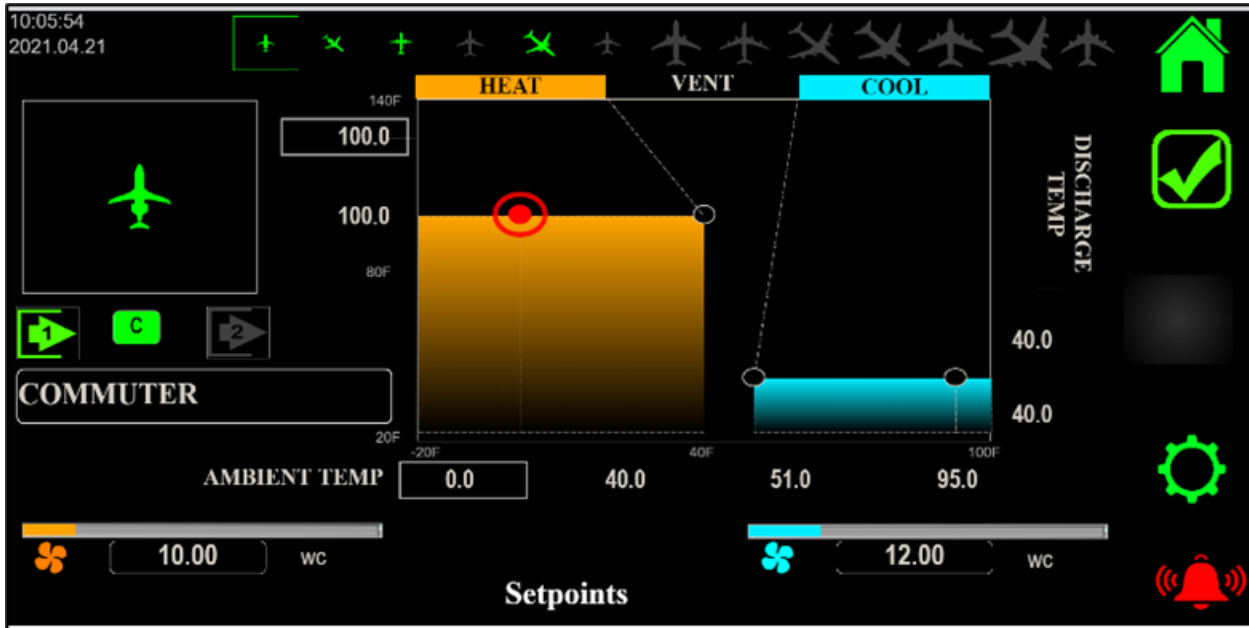 10:05:54
2021.04.21
HEAT VENT COOL
140F
100.0
100.0
80F
DISCHARGE
TEMP
1 C 2
40.0
COMMUTER
40.0
20F
-20F 40F 100F
AMBIENT TEMP 0.0 40.0 51.0 95.0
10.00 WC 12.00 WC
Setpoints